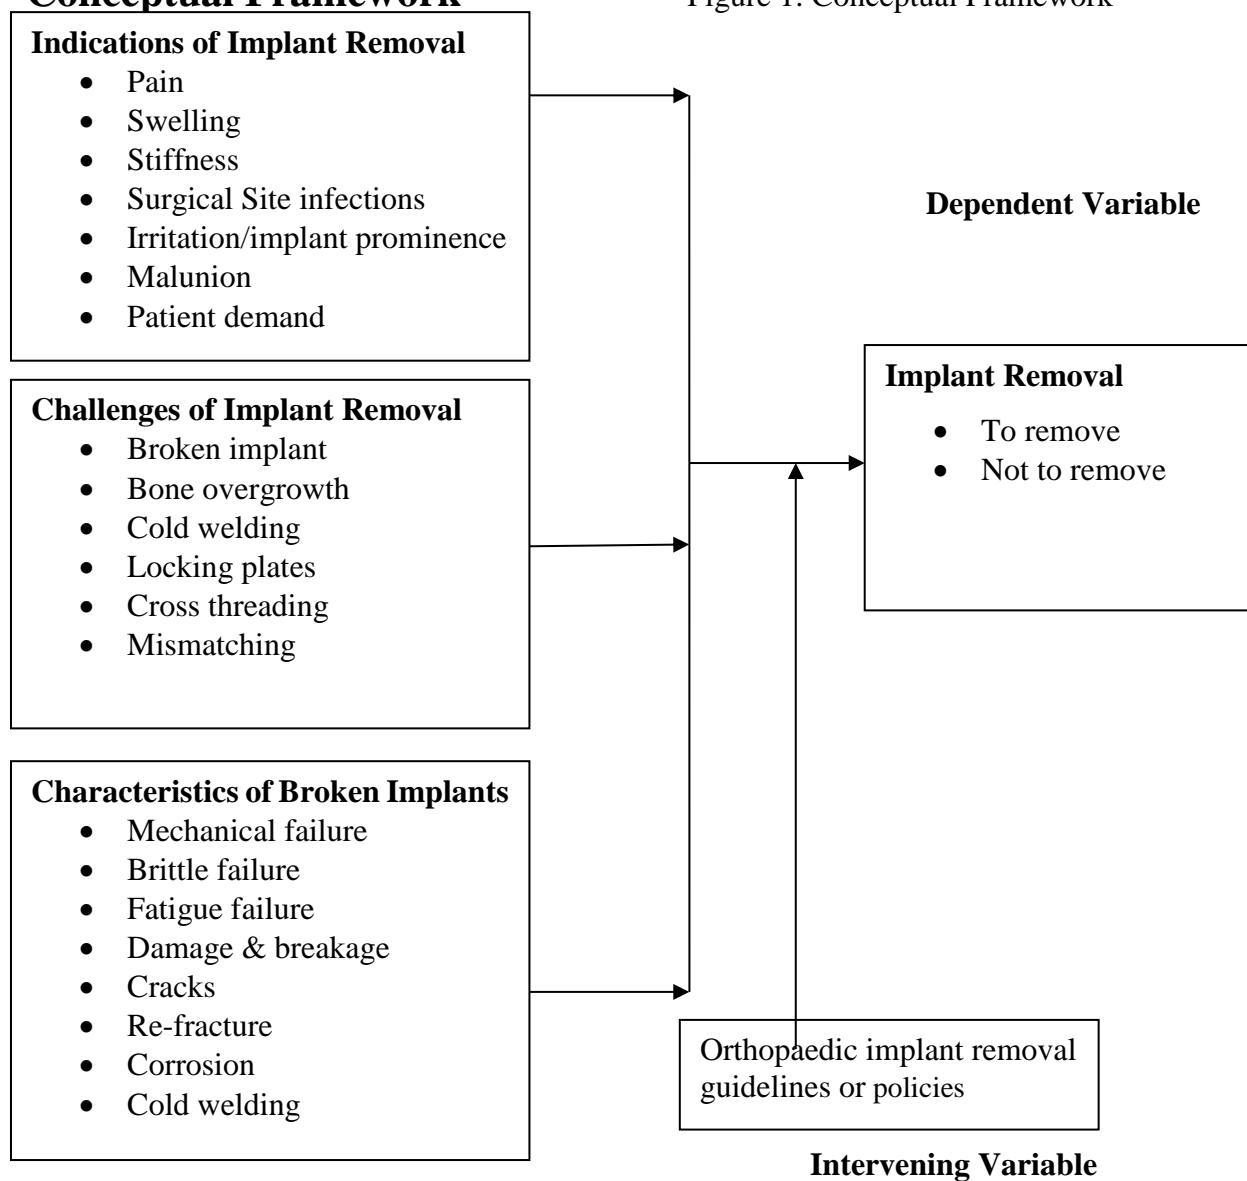 Conceptual Framework
Figure 1: Conceptual Framework
Indications of Implant Removal
• Pain
• Swelling
• Stiffness
• Surgical Site infections
• Irritation/implant prominence
• Malunion
• Patient demand
Challenges of Implant Removal
• Broken implant
• Bone overgrowth
• Cold welding
• Locking plates
• Cross threading
• Mismatching
Characteristics of Broken Implants
• Mechanical failure
• Brittle failure
• Fatigue failure
• Damage & breakage
• Cracks
• Re-fracture
• Corrosion
• Cold welding
Dependent Variable
Implant Removal
• To remove
• Not to remove
Orthopaedic implant removal
guidelines or policies
Intervening Variable